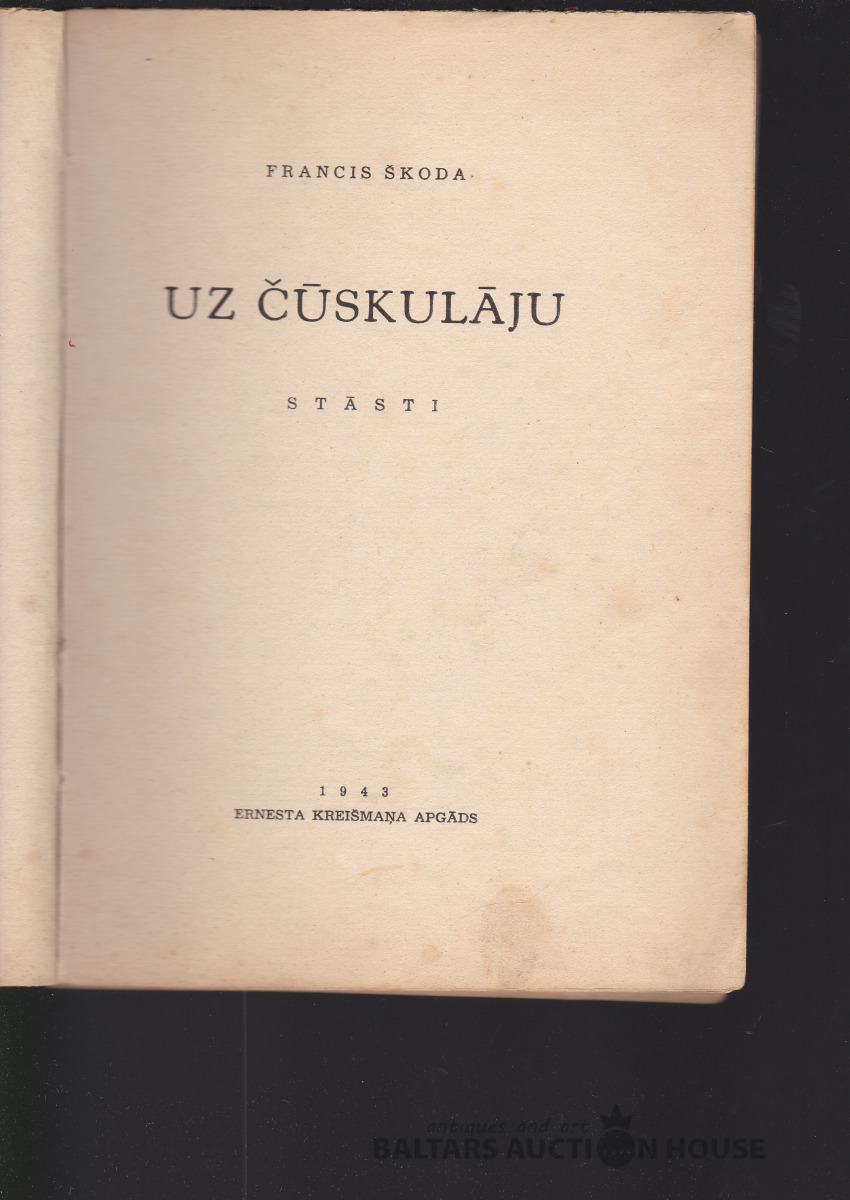 FRANCIS ŠKODA
UZ ČŪSKULĀJU
STĀSTI
1943
ERNESTA KREIŠMAŅA APGĀDS
antiques and art
BALTARS AUCTION HOUSE